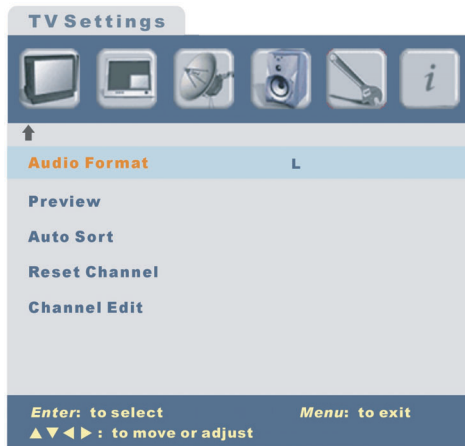 TV Settings
i
Audio Format L
Preview
Auto Sort
Reset Channel
Channel Edit
Enter: to select Menu: to exit
▲▼◀▶: to move or adjust